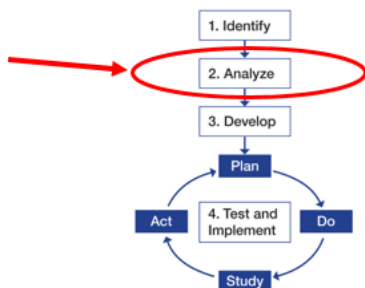 1. Identify
2. Analyze
3. Develop
Plan
Act
4. Test and
Implement
Do
Study